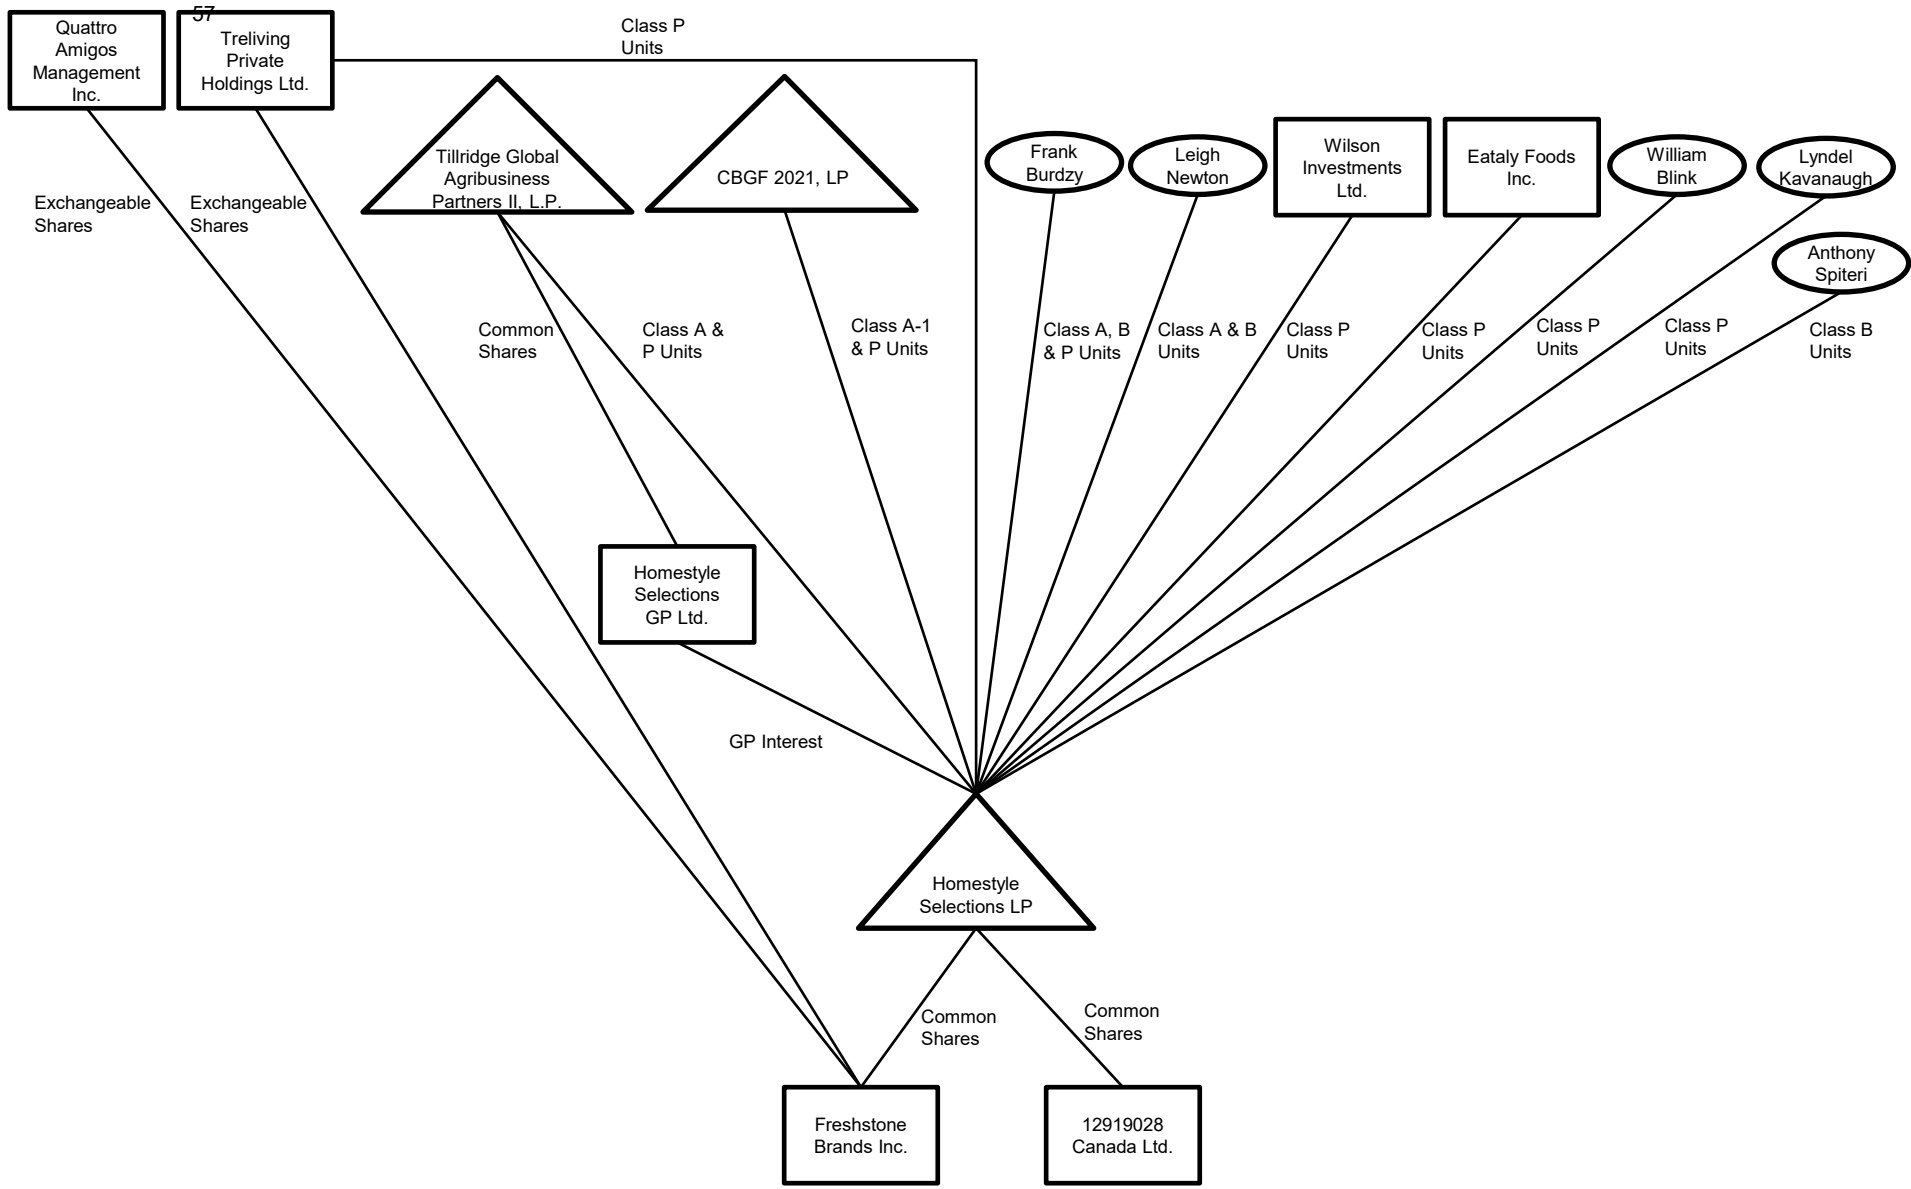 57
Quattro
Amigos
Management
Inc.
Treliving
Private
Holdings Ltd.
Class P
Units
Tillridge Global
Agribusiness
Partners II, L.P.
CBGF 2021, LP
Frank
Burdzy
Leigh
Newton
Wilson
Investments
Ltd.
Eataly Foods
Inc.
William
Blink
Lyndel
Kavanaugh
Anthony
Spiteri
Exchangeable
Shares
Exchangeable
Shares
Common
Shares
Class A &
P Units
Class A-1
& P Units
Class A, B
& P Units
Class A & B
Units
Class P
Units
Class P
Units
Class P
Units
Class P
Units
Class B
Units
Homestyle
Selections
GP Ltd.
GP Interest
Homestyle
Selections LP
Common
Shares
Common
Shares
Freshstone
Brands Inc.
12919028
Canada Ltd.